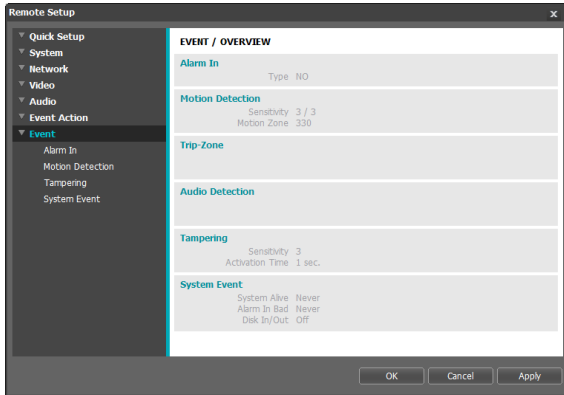 Remote Setup
x
Quick Setup
System
Network
Video
Audio
Event Action
Event
Alarm In
Motion Detection
Tampering
System Event
EVENT / OVERVIEW
Alarm In
Type NO
Motion Detection
Sensitivity 3 / 3
Motion Zone 330
Trip-Zone
Audio Detection
Tampering
Sensitivity 3
Activation Time 1 sec.
System Event
System Alive Never
Alarm In Bad Never
Disk In/Out Off
OK Cancel Apply